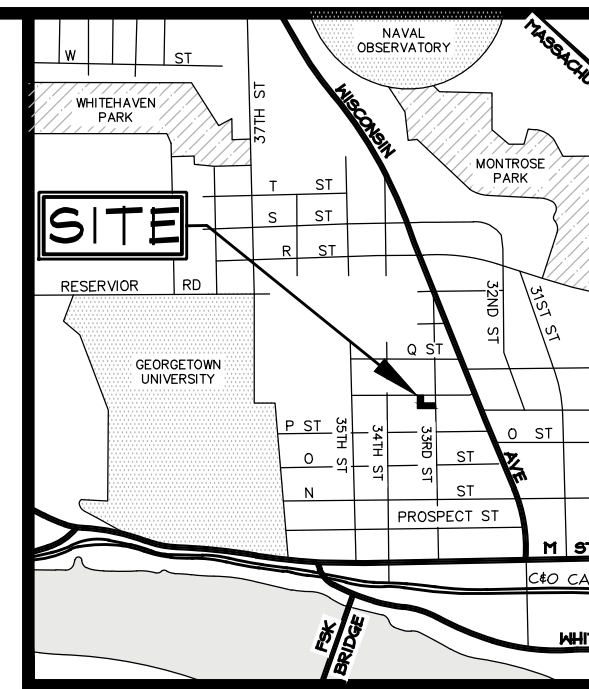 NAVAL
OBSERVATORY
MASSACHU
W ST
WHITEHAVEN
PARK
37TH ST
WISCONSIN
MONTROSE
PARK
T ST
S ST
SITE
R ST
RESERVIOR RD
32ND ST
31ST ST
Q ST
GEORGETOWN
UNIVERSITY
P ST
35TH ST
34TH ST
33RD ST
O ST
O ST
AVE
N ST
PROSPECT ST
M ST
C&O CA
FSK
BRIDGE
WHIT